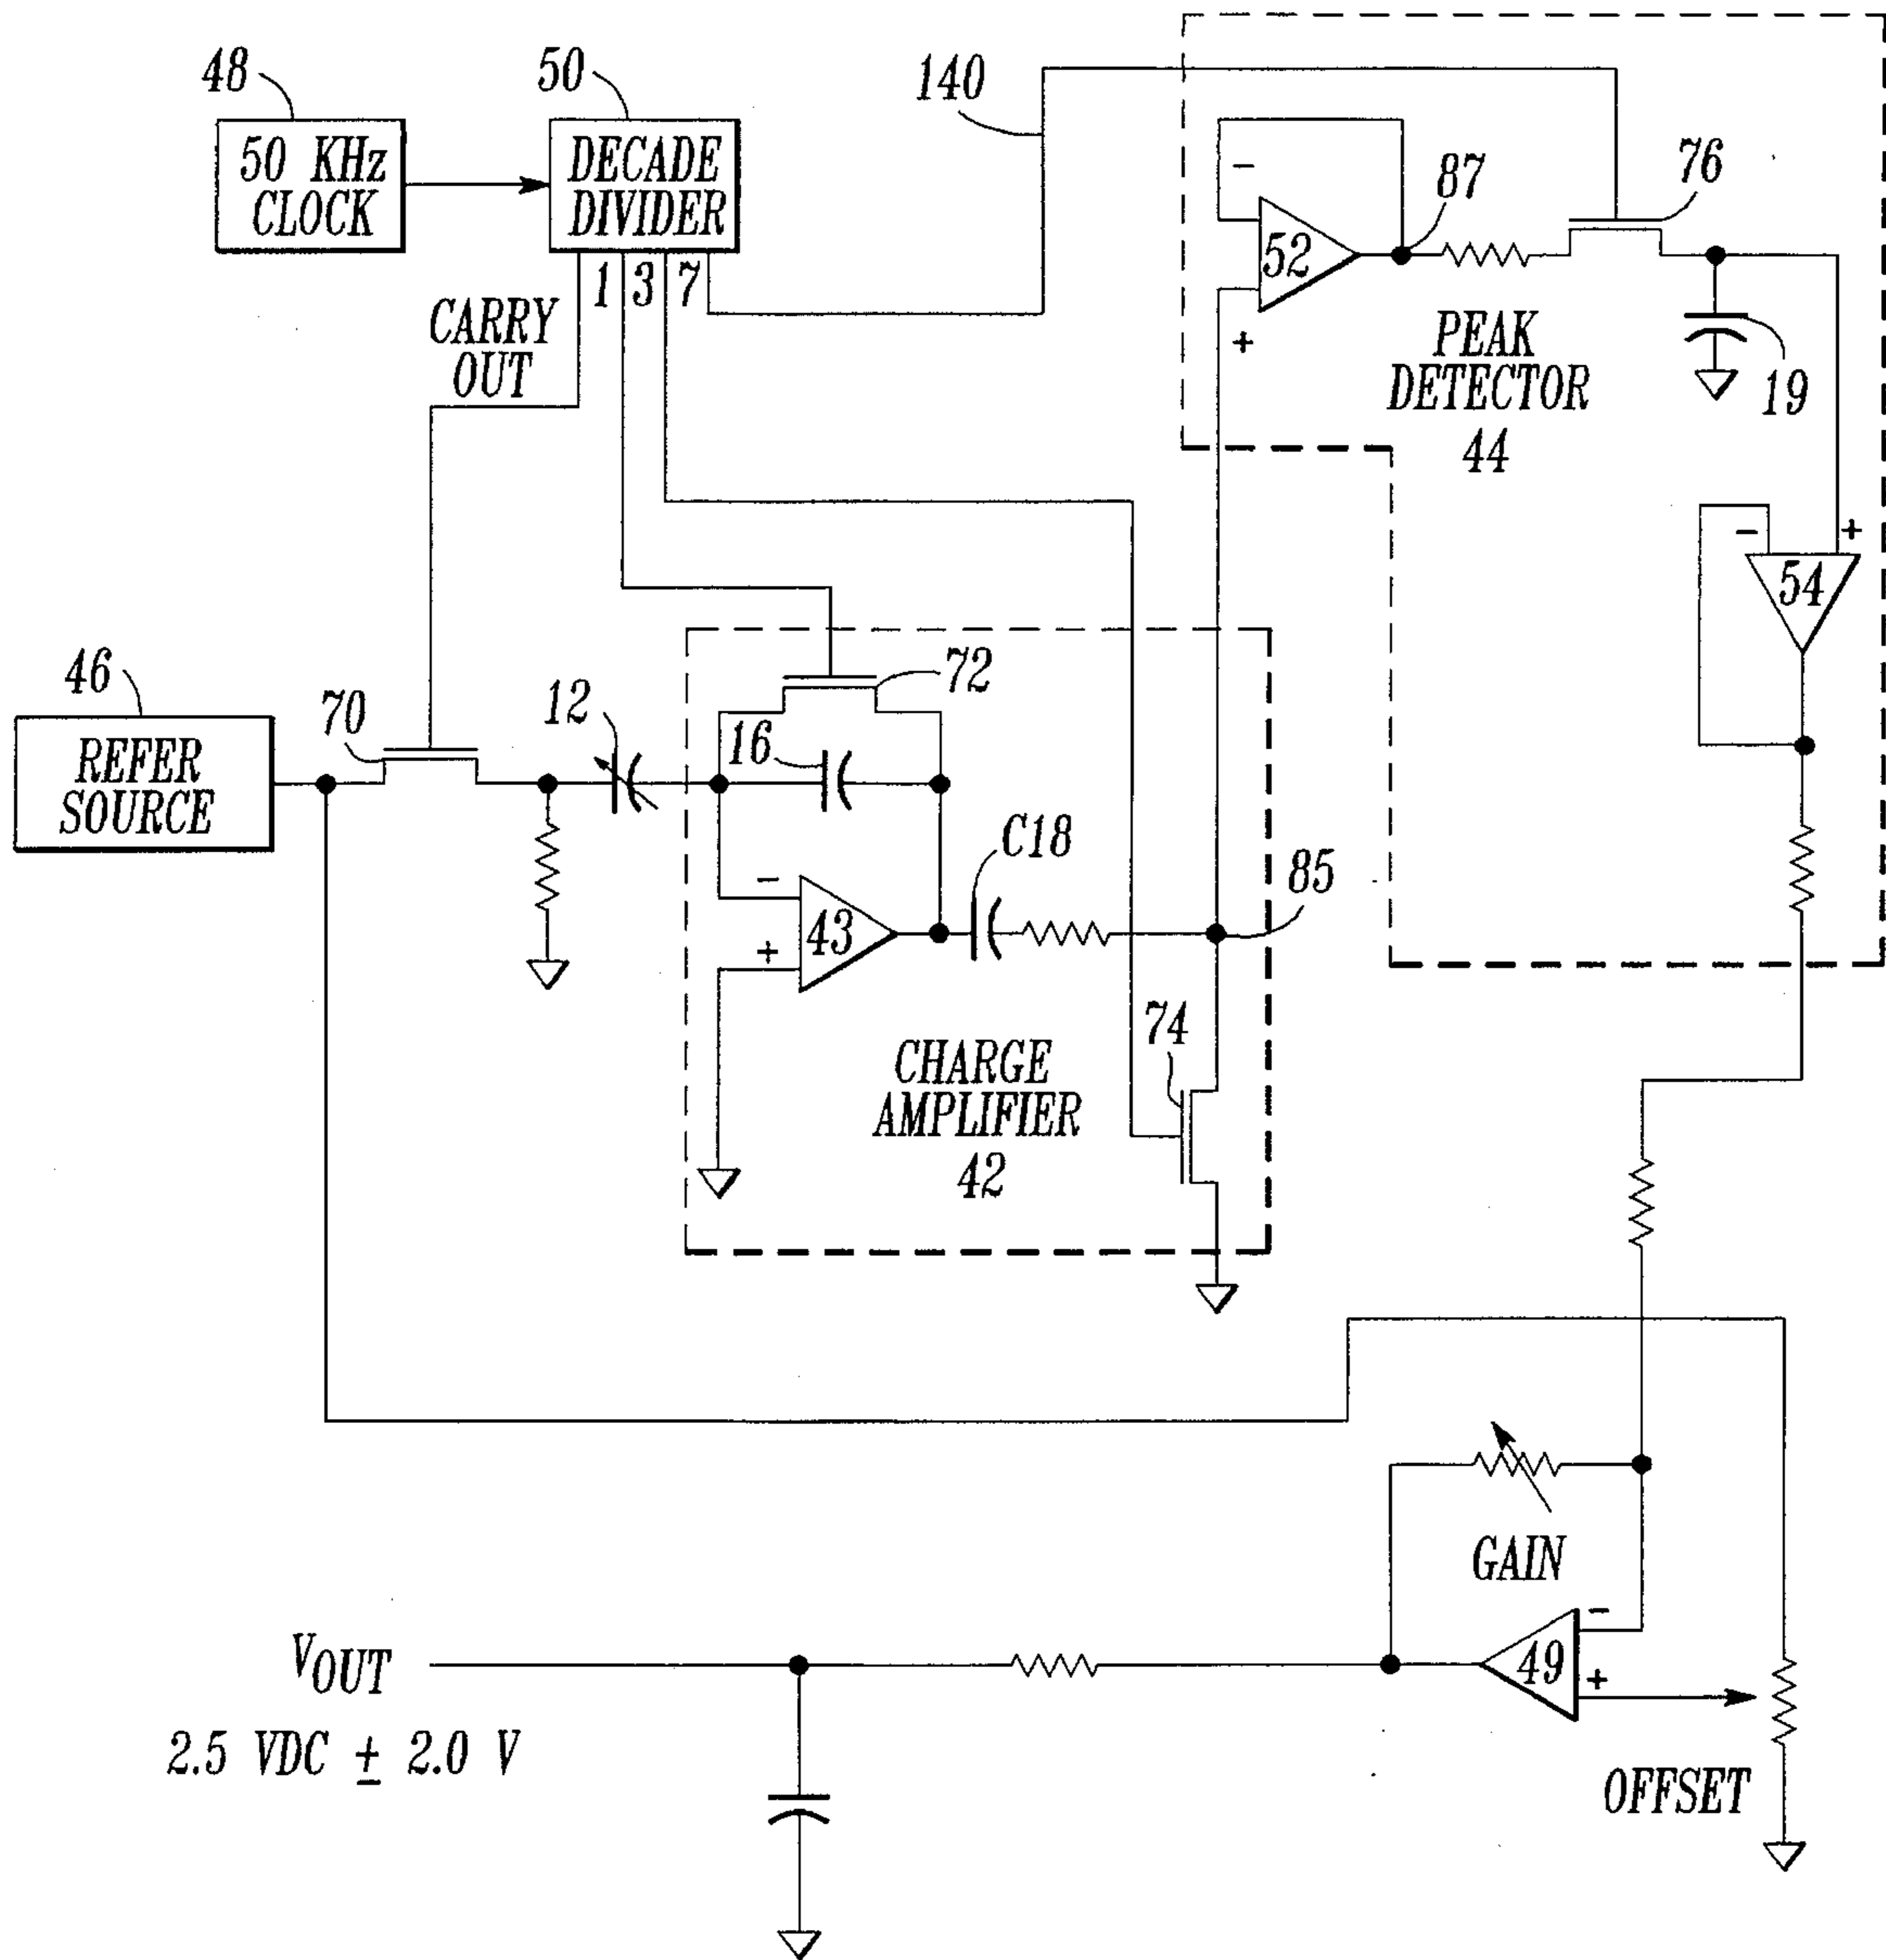 48
50
140
50 KHz
CLOCK
DECADE
DIVIDER
1 3 7
CARRY
OUT
-
52
+
87
76
PEAK
DETECTOR
44
19
- +
54
46
REFER
SOURCE
70
12
72
16
C18
-
43
+
85
74
CHARGE
AMPLIFIER
42
GAIN
-
49
+
OFFSET
VOUT
2.5 VDC ± 2.0 V